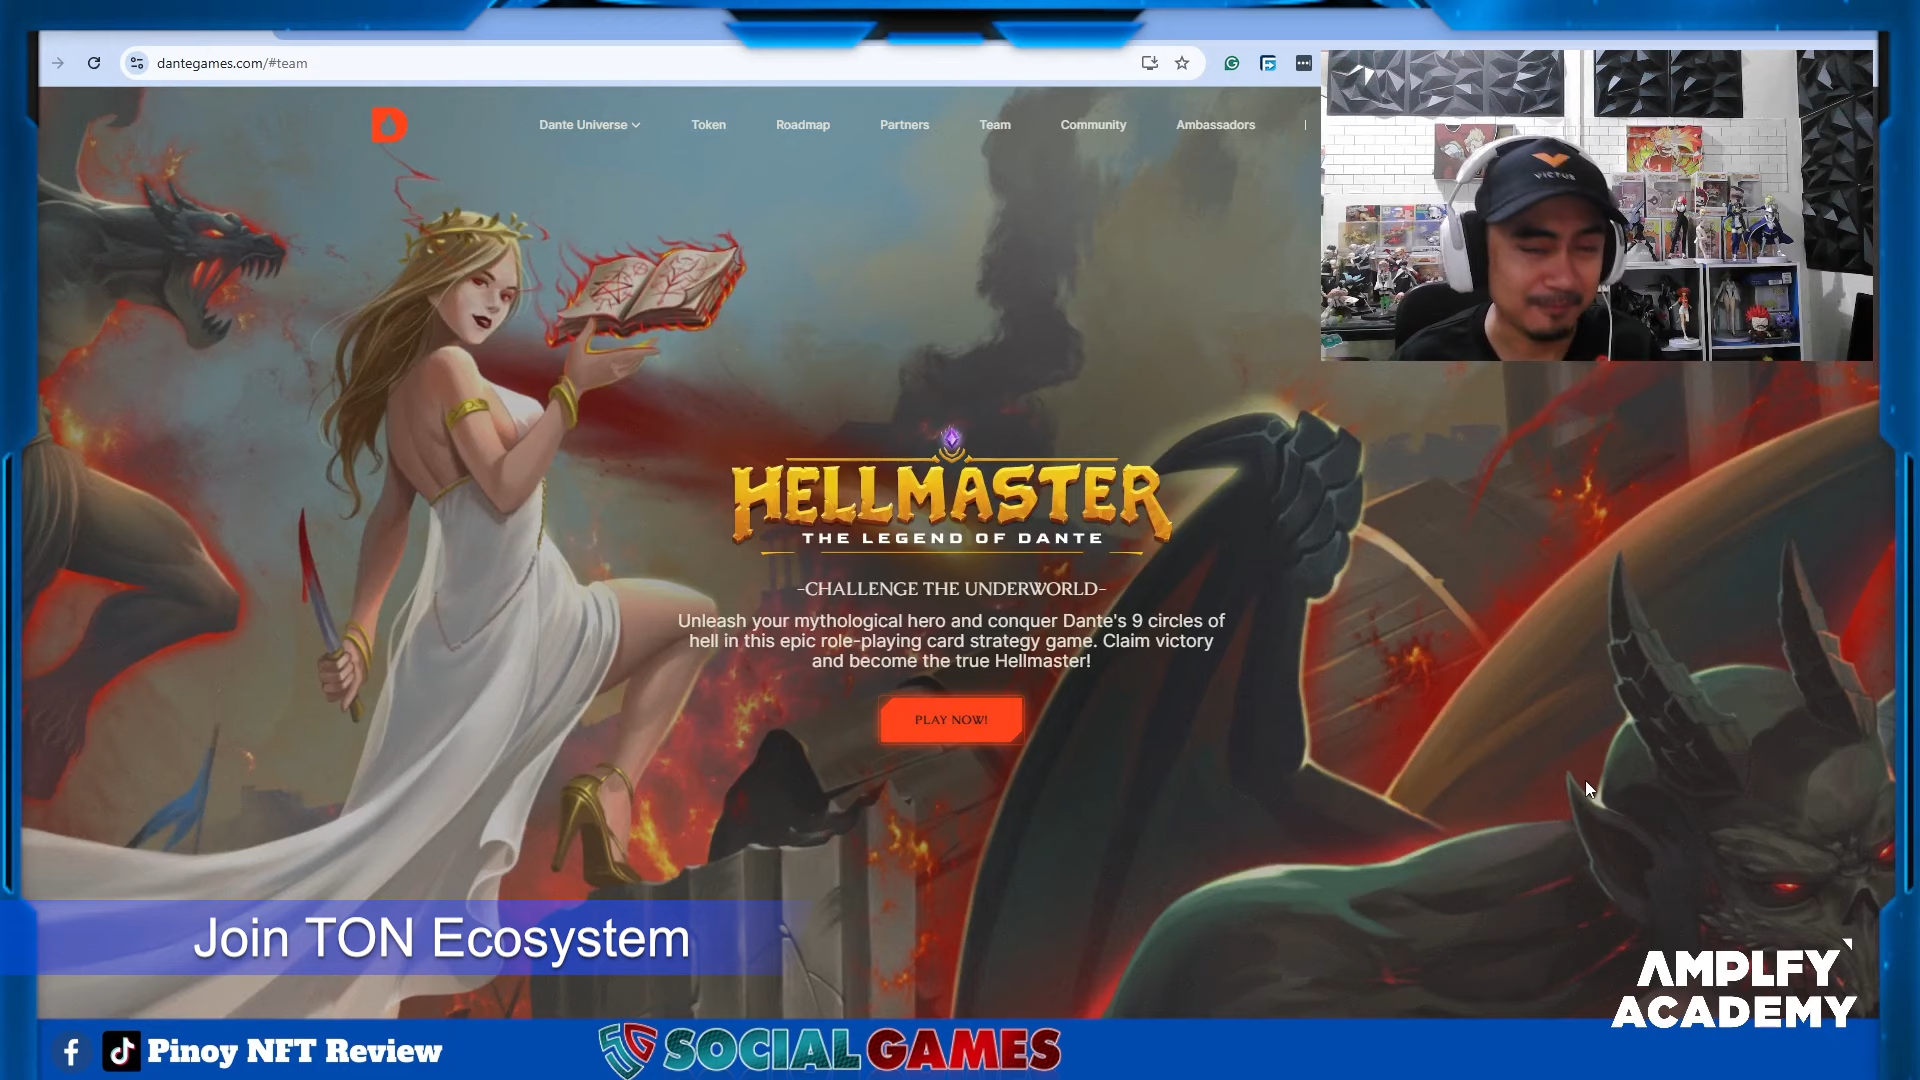 dantegames.com/#team
Dante Universe
Token
Roadmap
Partners
Team
Community
Ambassadors
VICTUS
HELLMASTER
THE LEGEND OF DANTE
-CHALLENGE THE UNDERWORLD-
Unleash your mythological hero and conquer Dante's 9 circles of
hell in this epic role-playing card strategy game. Claim victory
and become the true Hellmaster!
PLAY NOW!
Join TON Ecosystem
AMPLFY
ACADEMY
Pinoy NFT Review
SG SOCIALGAMES